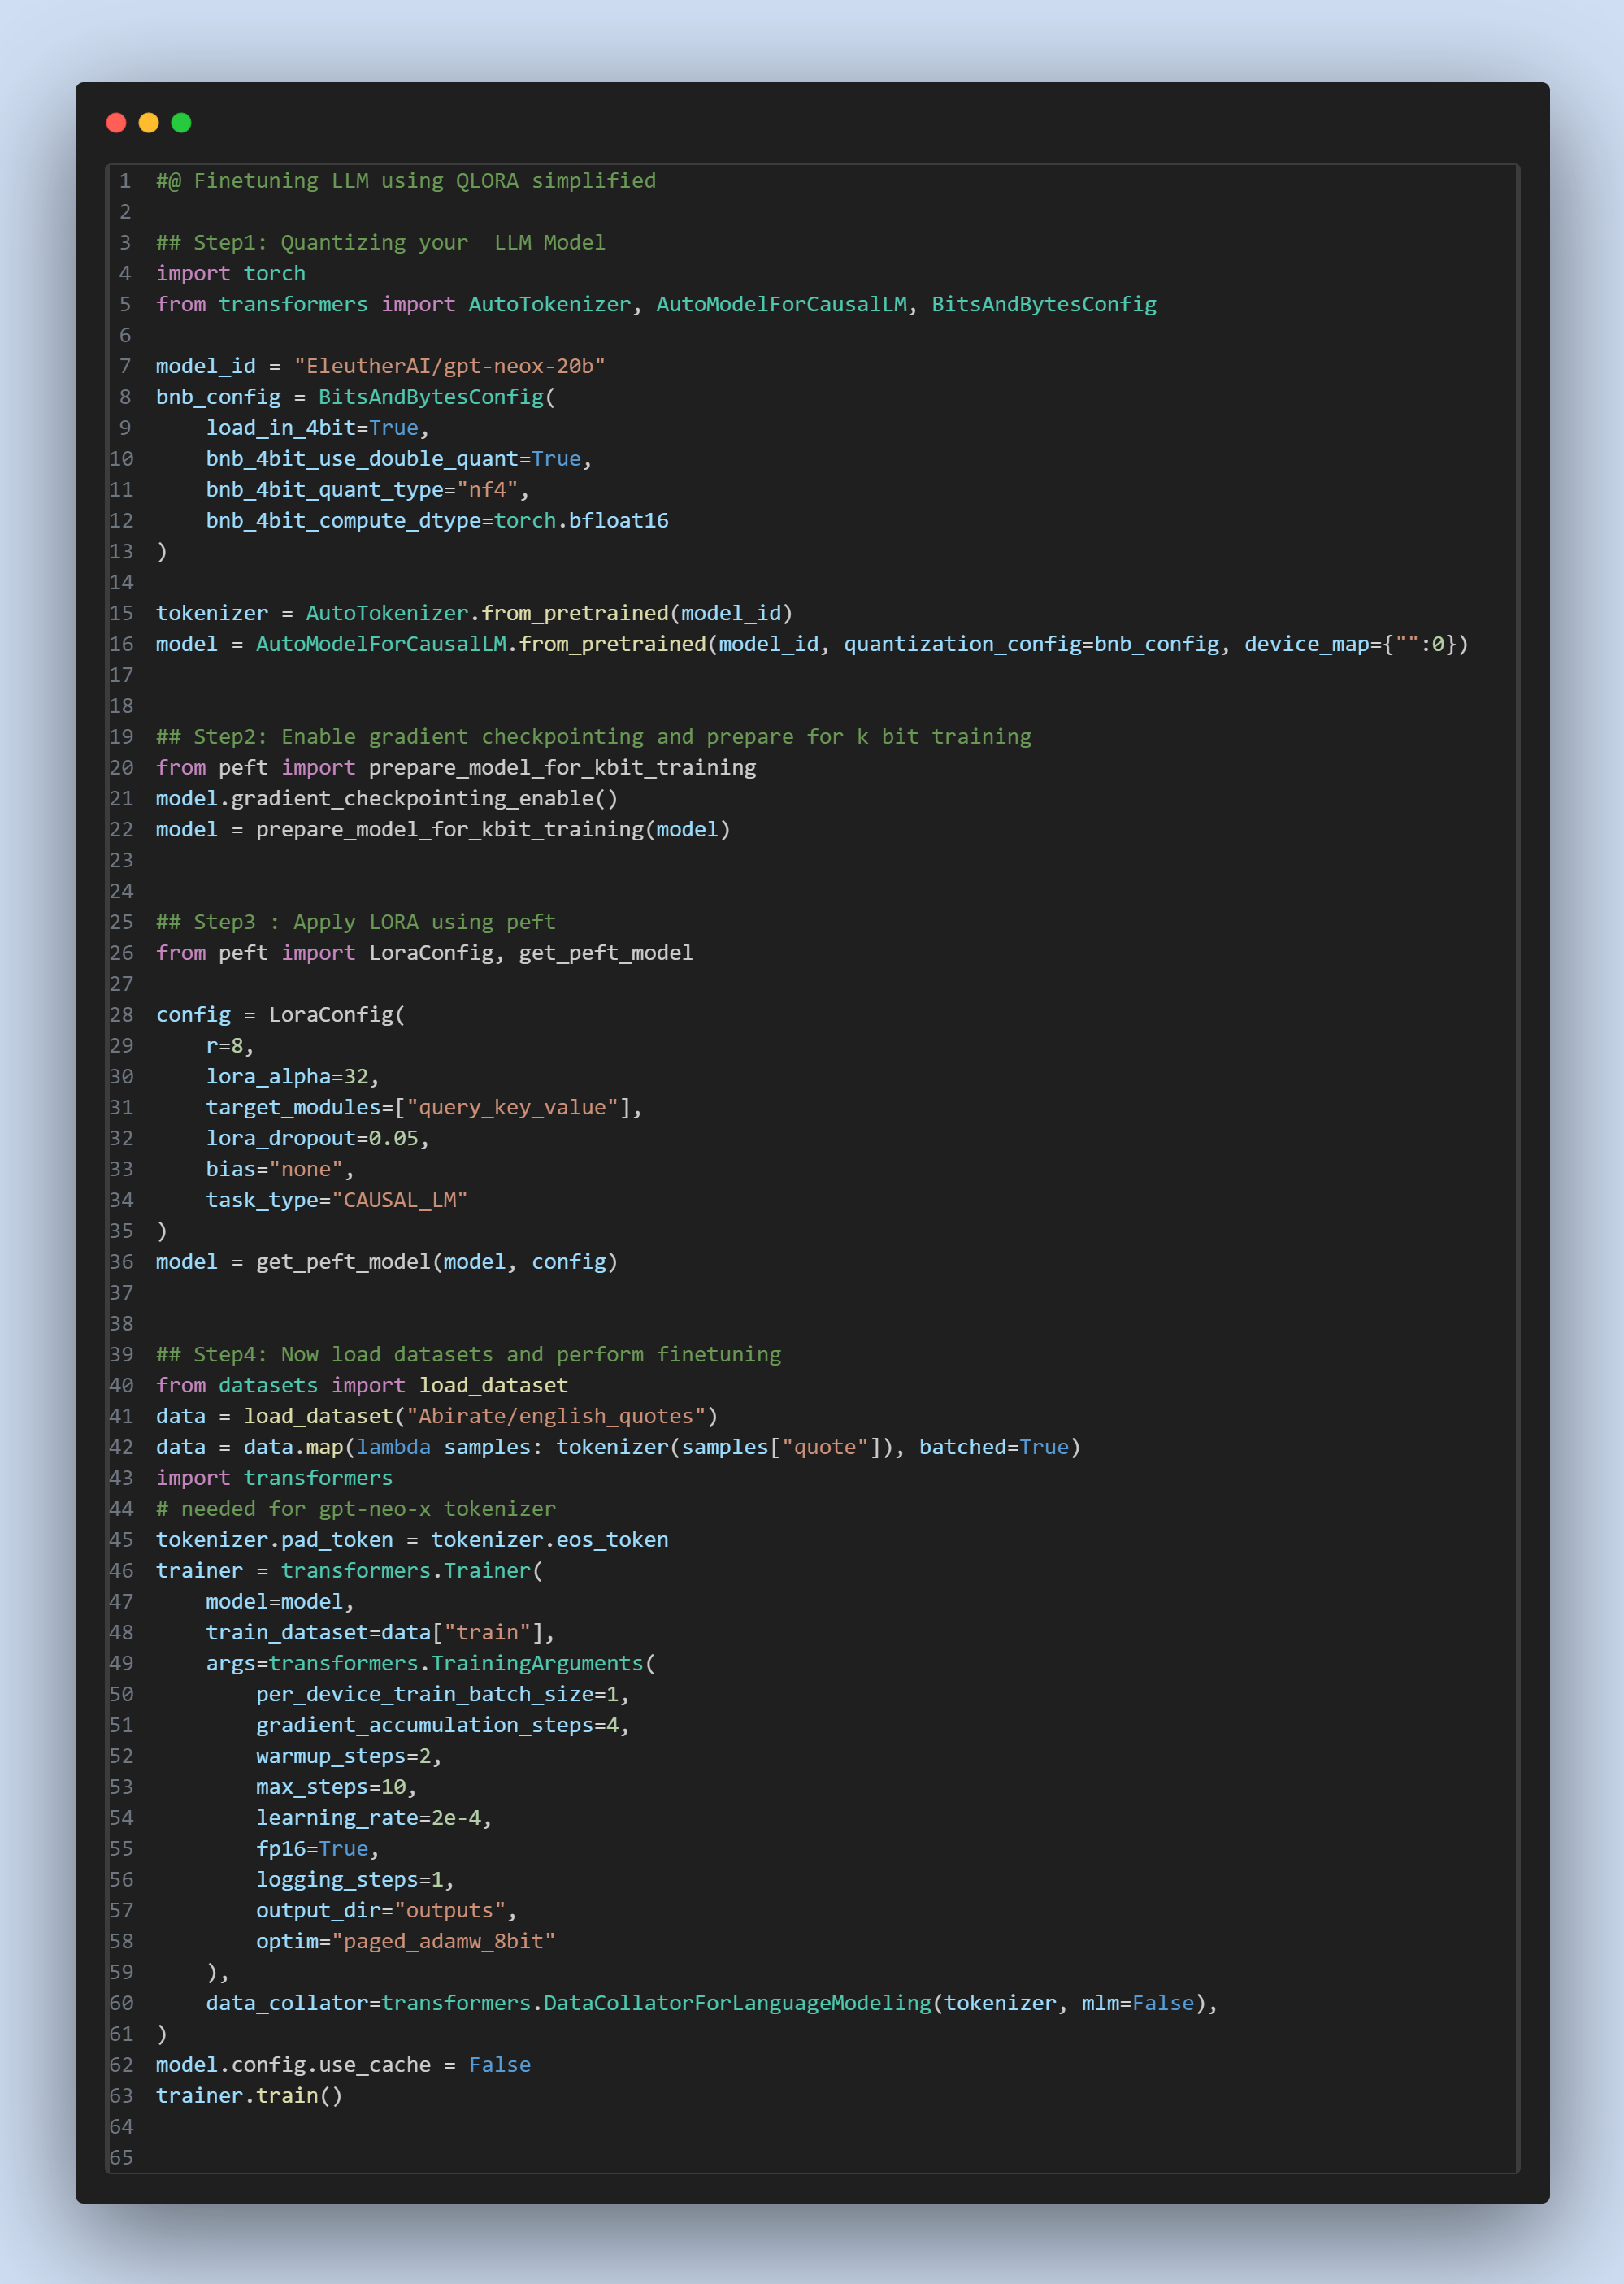 1 #@ Finetuning LLM using QLORA simplified
2
3 ## Step1: Quantizing your  LLM Model
4 import torch
5 from transformers import AutoTokenizer, AutoModelForCausalLM, BitsAndBytesConfig
6
7 model_id = "EleutherAI/gpt-neox-20b"
8 bnb_config = BitsAndBytesConfig(
9     load_in_4bit=True,
10     bnb_4bit_use_double_quant=True,
11     bnb_4bit_quant_type="nf4",
12     bnb_4bit_compute_dtype=torch.bfloat16
13 )
14
15 tokenizer = AutoTokenizer.from_pretrained(model_id)
16 model = AutoModelForCausalLM.from_pretrained(model_id, quantization_config=bnb_config, device_map={"":0})
17
18
19 ## Step2: Enable gradient checkpointing and prepare for k bit training
20 from peft import prepare_model_for_kbit_training
21 model.gradient_checkpointing_enable()
22 model = prepare_model_for_kbit_training(model)
23
24
25 ## Step3 : Apply LORA using peft
26 from peft import LoraConfig, get_peft_model
27
28 config = LoraConfig(
29     r=8,
30     lora_alpha=32,
31     target_modules=["query_key_value"],
32     lora_dropout=0.05,
33     bias="none",
34     task_type="CAUSAL_LM"
35 )
36 model = get_peft_model(model, config)
37
38
39 ## Step4: Now load datasets and perform finetuning
40 from datasets import load_dataset
41 data = load_dataset("Abirate/english_quotes")
42 data = data.map(lambda samples: tokenizer(samples["quote"]), batched=True)
43 import transformers
44 # needed for gpt-neo-x tokenizer
45 tokenizer.pad_token = tokenizer.eos_token
46 trainer = transformers.Trainer(
47     model=model,
48     train_dataset=data["train"],
49     args=transformers.TrainingArguments(
50         per_device_train_batch_size=1,
51         gradient_accumulation_steps=4,
52         warmup_steps=2,
53         max_steps=10,
54         learning_rate=2e-4,
55         fp16=True,
56         logging_steps=1,
57         output_dir="outputs",
58         optim="paged_adamw_8bit"
59     ),
60     data_collator=transformers.DataCollatorForLanguageModeling(tokenizer, mlm=False),
61 )
62 model.config.use_cache = False
63 trainer.train()
64
65